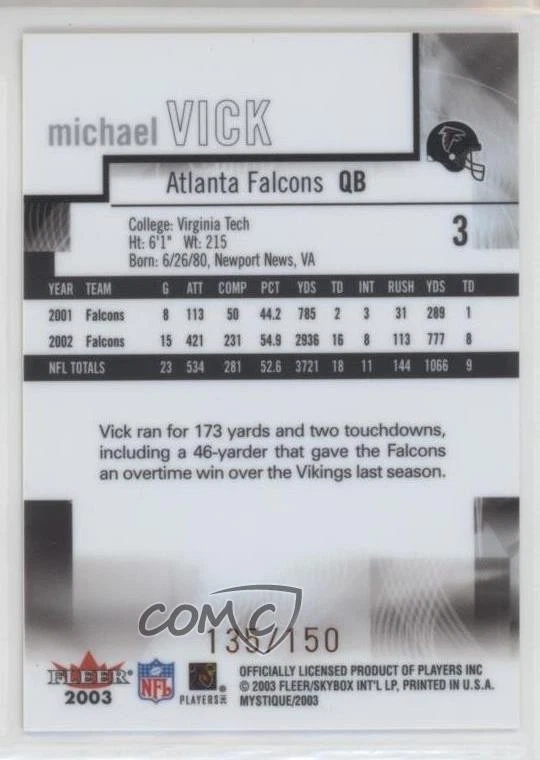 michael VICK
Atlanta Falcons QB
College: Virginia Tech
Ht: 6'1" Wt: 215
Born: 6/26/80, Newport News, VA
3
YEAR TEAM G ATT COMP PCT YDS TD INT RUSH YDS TD
2001 Falcons 8 113 50 44.2 785 2 3 31 289 1
2002 Falcons 15 421 231 54.9 2936 16 8 113 777 8
NFL TOTALS 23 534 281 52.6 3721 18 11 144 1066 9
Vick ran for 173 yards and two touchdowns,
including a 46-yarder that gave the Falcons
an overtime win over the Vikings last season.
COMC
135/150
FLEER
2003
NFL
PLAYERS INC
OFFICIALLY LICENSED PRODUCT OF PLAYERS INC
© 2003 FLEER/SKYBOX INT'L LP, PRINTED IN U.S.A.
MYSTIQUE/2003